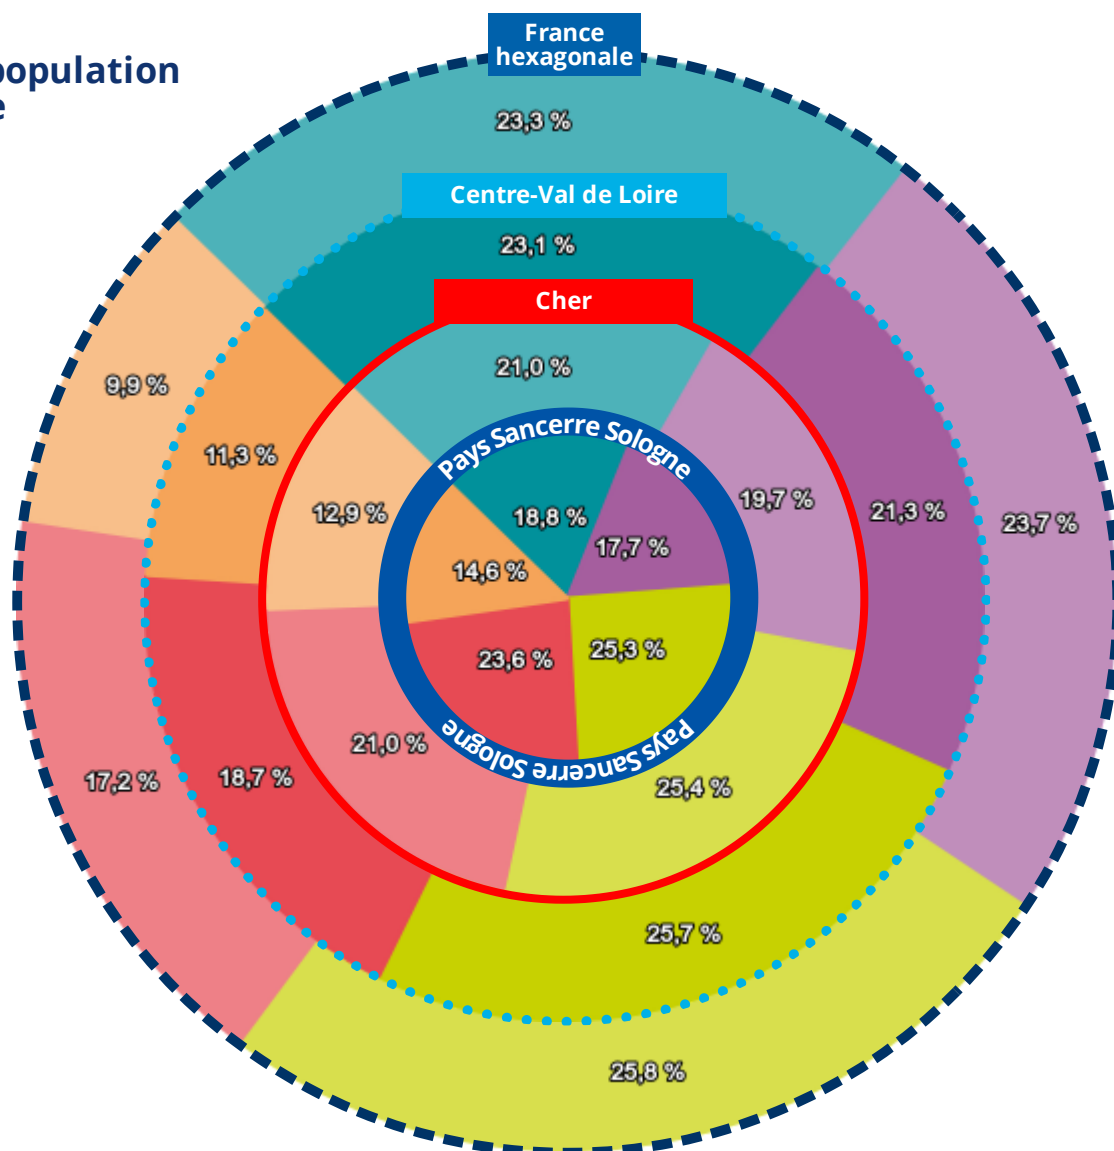 France
hexagonale
population
e
23,3 %
Centre-Val de Loire
23,1 %
Cher
21,0 %
9,9 %
11,3 %
12,9 %
Pays Sancerre Sologne
18,8 %
17,7 %
14,6 %
23,6 %
25,3 %
19,7 %
21,3 %
23,7 %
Pays Sancerre Sologne
21,0 %
25,4 %
17,2 %
18,7 %
25,7 %
25,8 %